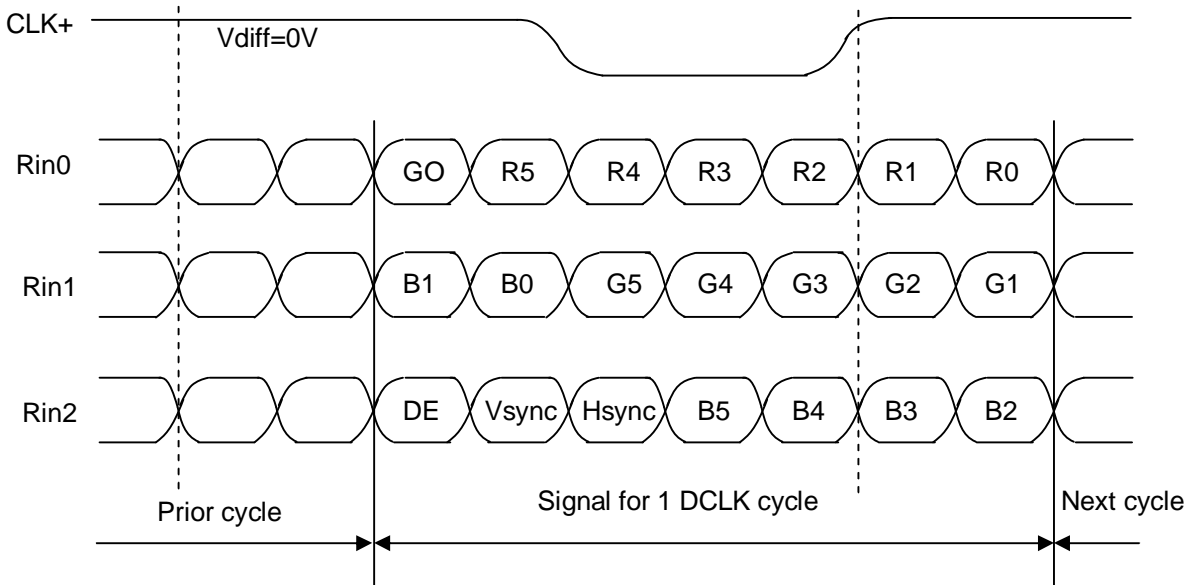 CLK+
Vdiff=0V
Rin0 GO R5 R4 R3 R2 R1 R0
Rin1 B1 B0 G5 G4 G3 G2 G1
Rin2 DE Vsync Hsync B5 B4 B3 B2
Prior cycle Signal for 1 DCLK cycle Next cycle